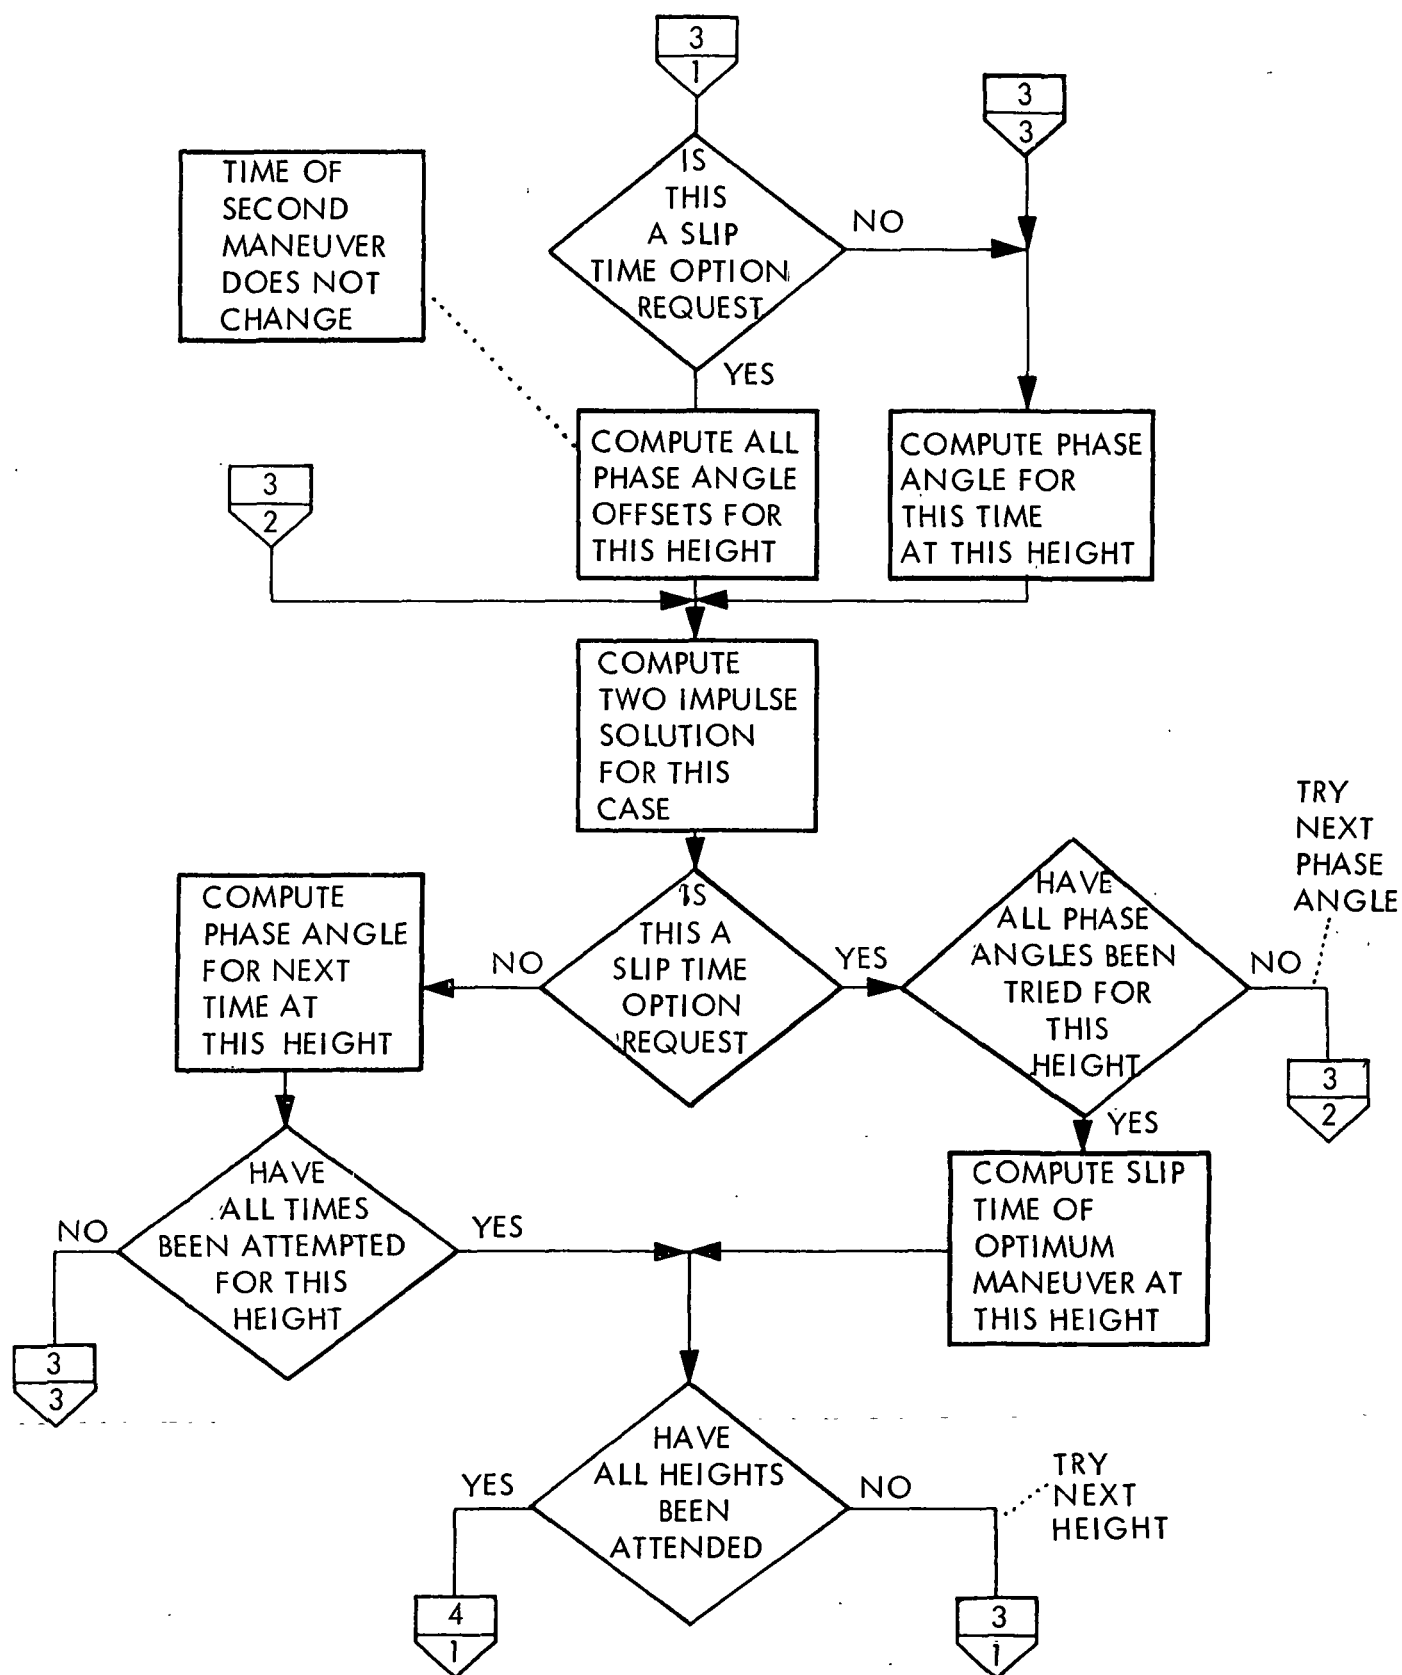 3
1
3
3
TIME OF
SECOND
MANEUVER
DOES NOT
CHANGE
IS
THIS
A SLIP
TIME OPTION
REQUEST
NO
YES
3
2
COMPUTE ALL
PHASE ANGLE
OFFSETS FOR
THIS HEIGHT
COMPUTE PHASE
ANGLE FOR
THIS TIME
AT THIS HEIGHT
COMPUTE
TWO IMPULSE
SOLUTION
FOR THIS
CASE
TRY
NEXT
PHASE
ANGLE
COMPUTE
PHASE ANGLE
FOR NEXT
TIME AT
THIS HEIGHT
NO
IS
THIS A
SLIP TIME
OPTION
REQUEST
YES
HAVE
ALL PHASE
ANGLES BEEN
TRIED FOR
THIS
HEIGHT
NO
3
2
YES
NO
HAVE
ALL TIMES
BEEN ATTEMPTED
FOR THIS
HEIGHT
YES
COMPUTE SLIP
TIME OF
OPTIMUM
MANEUVER AT
THIS HEIGHT
3
3
YES
HAVE
ALL HEIGHTS
BEEN
ATTENDED
NO
TRY
NEXT
HEIGHT
4
1
3
1